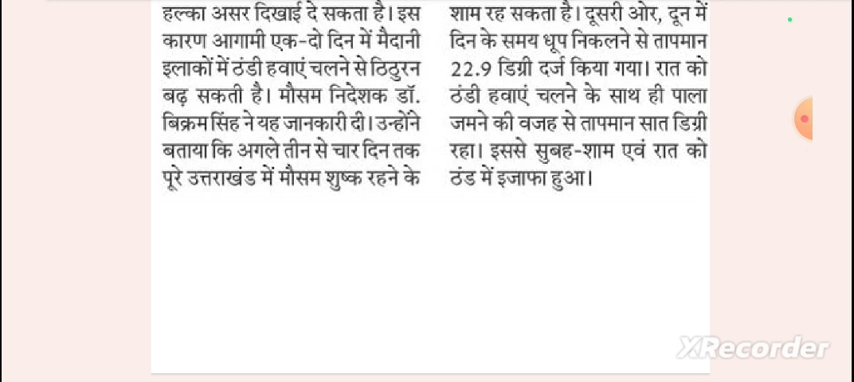 हल्का असर दिखाई दे सकता है। इस
कारण आगामी एक-दो दिन में मैदानी
इलाकों में ठंडी हवाएं चलने से ठिठुरन
बढ़ सकती है। मौसम निदेशक डॉ.
बिक्रम सिंह ने यह जानकारी दी। उन्होंने
बताया कि अगले तीन से चार दिन तक
पूरे उत्तराखंड में मौसम शुष्क रहने के
शाम रह सकता है। दूसरी ओर, दून में
दिन के समय धूप निकलने से तापमान
22.9 डिग्री दर्ज किया गया। रात को
ठंडी हवाएं चलने के साथ ही पाला
जमने की वजह से तापमान सात डिग्री
रहा। इससे सुबह-शाम एवं रात को
ठंड में इजाफा हुआ।
XRecorder